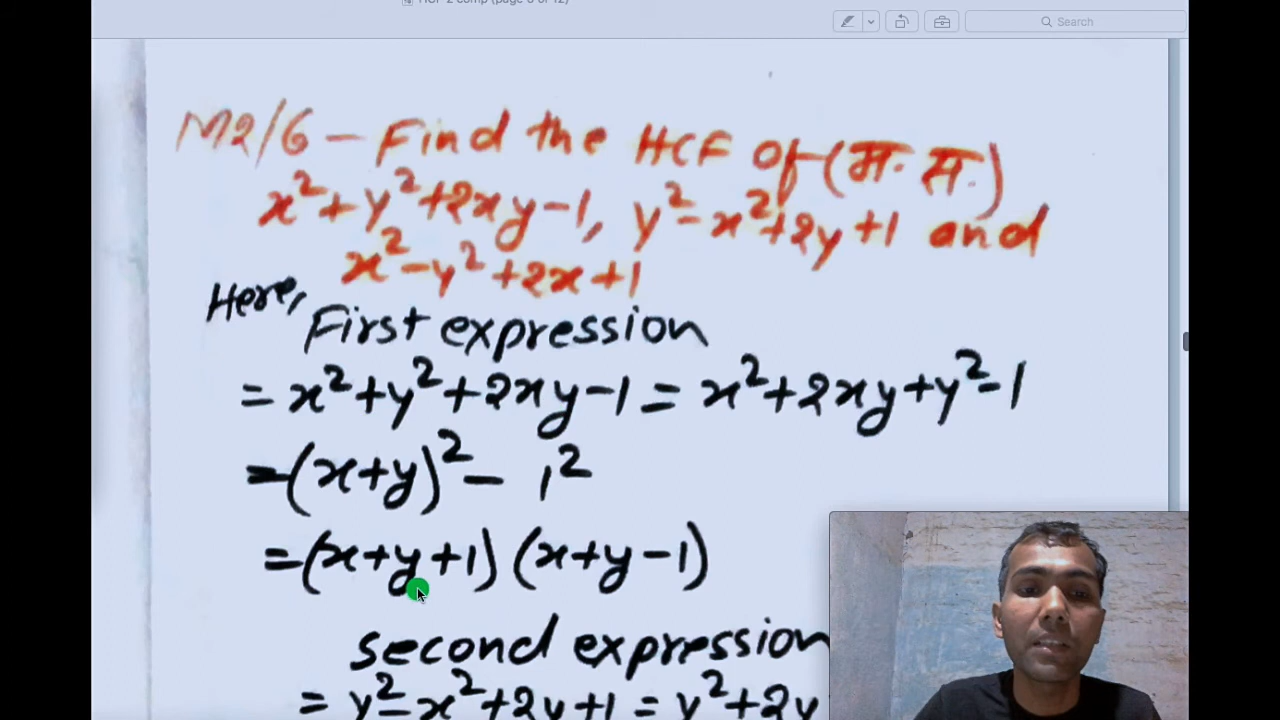 M2/6 - Find the HCF of (म. स.)
x²+y²+2xy-1, y²-x²+2y+1 and
x²-y²+2x+1
Here, First expression
= x²+y²+2xy-1 = x²+2xy+y²-1
=(x+y)² - 1²
=(x+y+1) (x+y-1)
second expression
= y²-x²+2y+1 = y²+2y
Search